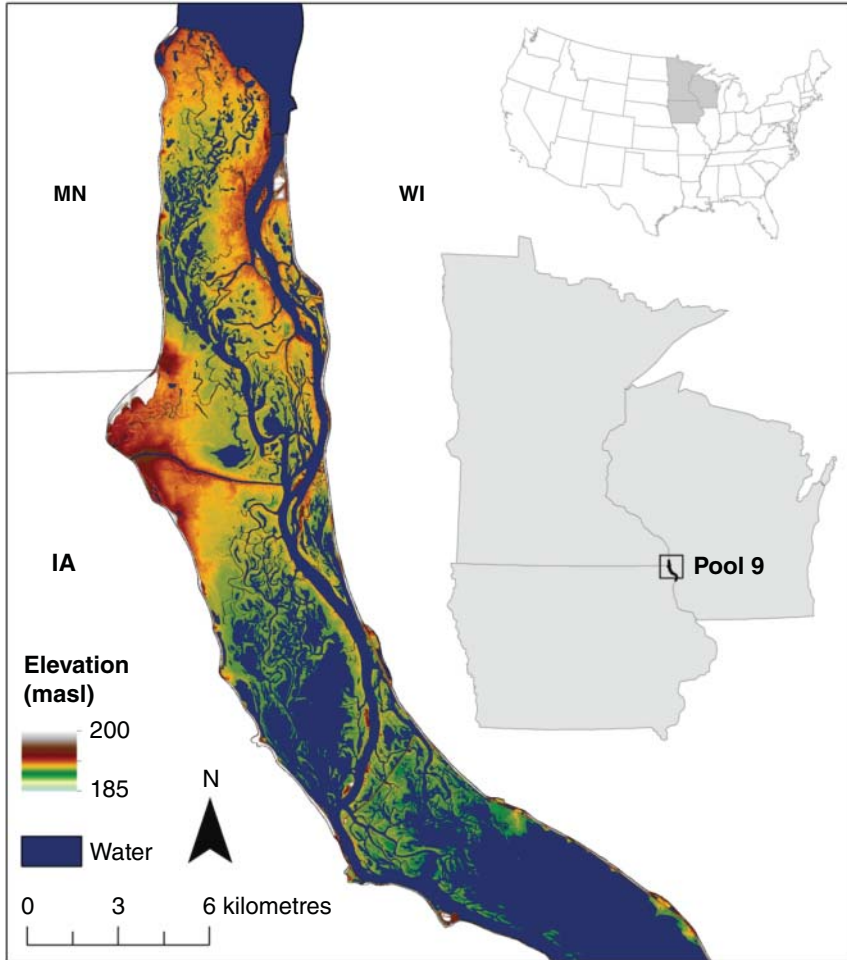 MN
WI
IA
Pool 9
Elevation
(masl)
200
185
N
Water
0 3 6 kilometres